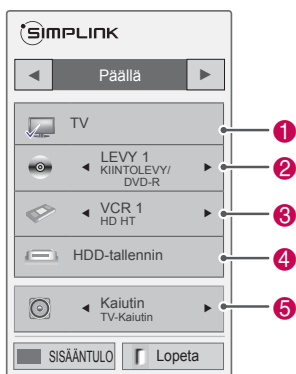 SIMPLINK
◄ Päällä ►
TV
1
◄ LEVY 1 ►
KIINTOLEVY/
DVD-R
2
◄ VCR 1 ►
HD HT
3
HDD-tallennin
4
◄ Kaiutin ►
TV-Kaiutin
5
SISÄÄNTULO
Lopeta